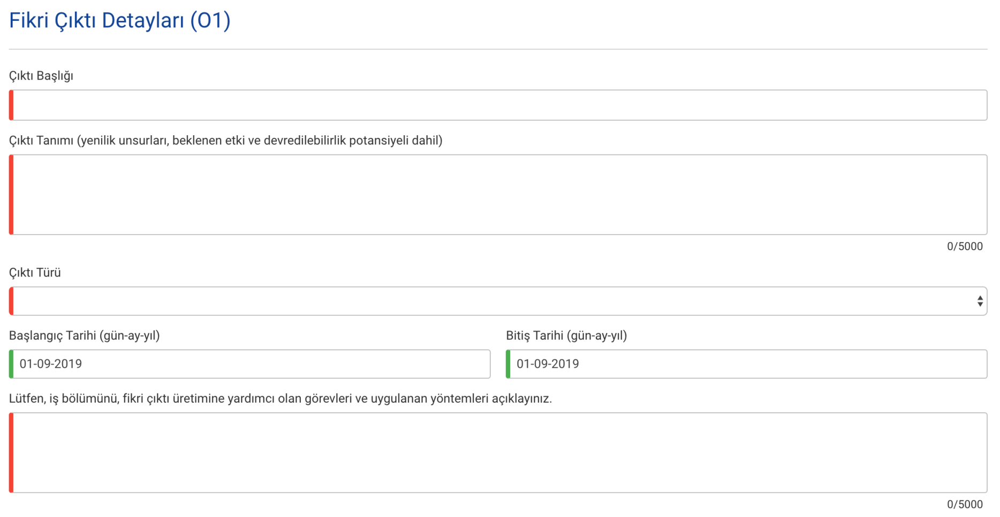 Fikri Çıktı Detayları (O1)
Çıktı Başlığı
Çıktı Tanımı (yenilik unsurları, beklenen etki ve devredilebilirlik potansiyeli dahil)
0/5000
Çıktı Türü
Başlangıç Tarihi (gün-ay-yıl)
Bitiş Tarihi (gün-ay-yıl)
01-09-2019
01-09-2019
Lütfen, iş bölümünü, fikri çıktı üretimine yardımcı olan görevleri ve uygulanan yöntemleri açıklayınız.
0/5000